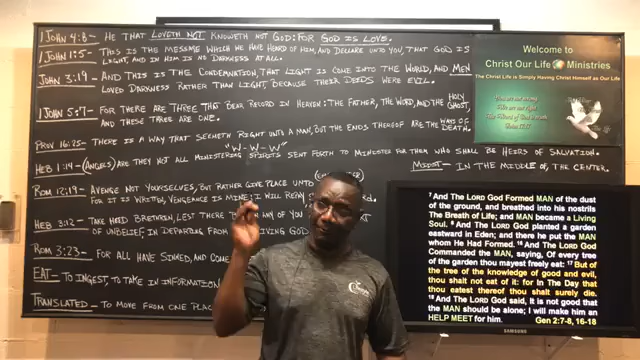 1 JOHN 4:8 - HE THAT LOVETH NOT KNOWETH NOT GOD: FOR GOD IS LOVE.
1 JOHN 1:5 - THIS IS THE MESSAGE WHICH WE HAVE HEARD OF HIM, AND DECLARE UNTO YOU, THAT GOD IS
LIGHT, AND IN HIM IS NO DARKNESS AT ALL.
JOHN 3:19 - AND THIS IS THE CONDEMNATION, THAT LIGHT IS COME INTO THE WORLD, AND MEN
LOVED DARKNESS RATHER THAN LIGHT, BECAUSE THEIR DEEDS WERE EVIL.
1 JOHN 5:7 - FOR THERE ARE THREE THAT BEAR RECORD IN HEAVEN: THE FATHER, THE WORD, AND THE HOLY GHOST,
AND THESE THREE ARE ONE.
PROV 16:25 - THERE IS A WAY THAT SEEMETH RIGHT UNTO A MAN, BUT THE ENDS THEREOF ARE THE WAYS OF DEATH.
"W-W-W"
HEB 1:14 - (ANGELS) ARE THEY NOT ALL MINISTERING SPIRITS SENT FORTH TO MINISTER FOR THEM WHO SHALL BE HEIRS OF SALVATION.
MIDST - IN THE MIDDLE OF, THE CENTER.
ROM 12:19 - AVENGE NOT YOURSELVES, BUT RATHER GIVE PLACE UNTO
FOR IT IS WRITTEN, VENGEANCE IS MINE; I WILL REPAY
HEB 3:12 - TAKE HEED BRETHREN, LEST THERE ANY OF YOU
OF UNBELIEF IN DEPARTING FROM LIVING GOD
ROM 3:23 - FOR ALL HAVE SINNED, AND COME
EAT - TO INGEST, TO TAKE IN INFORMATION
TRANSLATED - TO MOVE FROM ONE PLACE
Welcome to
Christ Our Life Ministries
The Christ Life is Simply Having Christ Himself as Our Life
7 And The LORD God Formed MAN of the dust
of the ground, and breathed into his nostrils
The Breath of Life; and MAN became a Living
Soul. 8 And The LORD God planted a garden
eastward in Eden; and there he put the MAN
whom He Had Formed. 16 And The LORD God
Commanded the MAN, saying, Of every tree
of the garden thou mayest freely eat: 17 But of
the tree of the knowledge of good and evil,
thou shalt not eat of it: for In The DAY that
thou eatest thereof thou shalt surely die.
18 And The LORD God said, It is not good that
the MAN should be alone; I will make him an
HELP MEET for him. Gen 2:7-8, 16-18
SAMSUNG